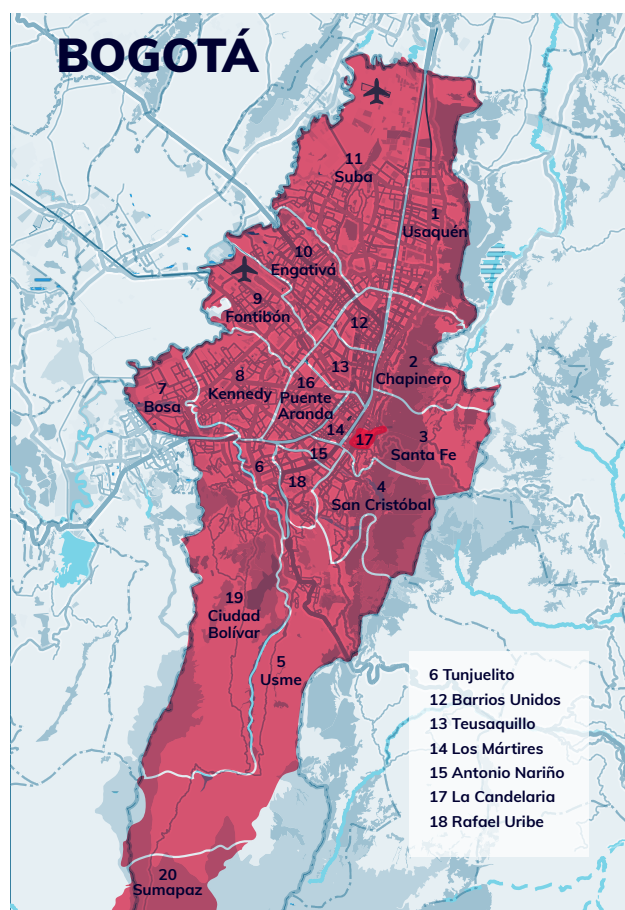 BOGOTÁ
11
Suba
1
Usaquén
10
Engativá
9
Fontibón
12
13
2
Chapinero
8
Kennedy
16
Puente
Aranda
7
Bosa
14
17
3
Santa Fe
15
6
18
4
San Cristóbal
19
Ciudad
Bolívar
5
Usme
6 Tunjuelito
12 Barrios Unidos
13 Teusaquillo
14 Los Mártires
15 Antonio Nariño
17 La Candelaria
18 Rafael Uribe
20
Sumapaz